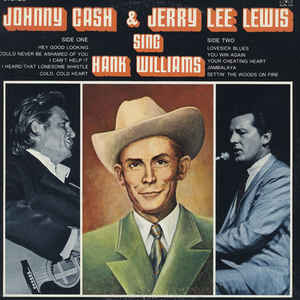 JOHNNY CASH & JERRY LEE LEWIS
SING
HANK WILLIAMS
SIDE ONE
HEY GOOD LOOKING
COULD NEVER BE ASHAMED OF YOU
I CAN'T HELP IT
I HEARD THAT LONESOME WHISTLE
COLD, COLD HEART
SIDE TWO
LOVESICK BLUES
YOU WIN AGAIN
YOUR CHEATING HEART
JAMBALAYA
SETTIN' THE WOODS ON FIRE